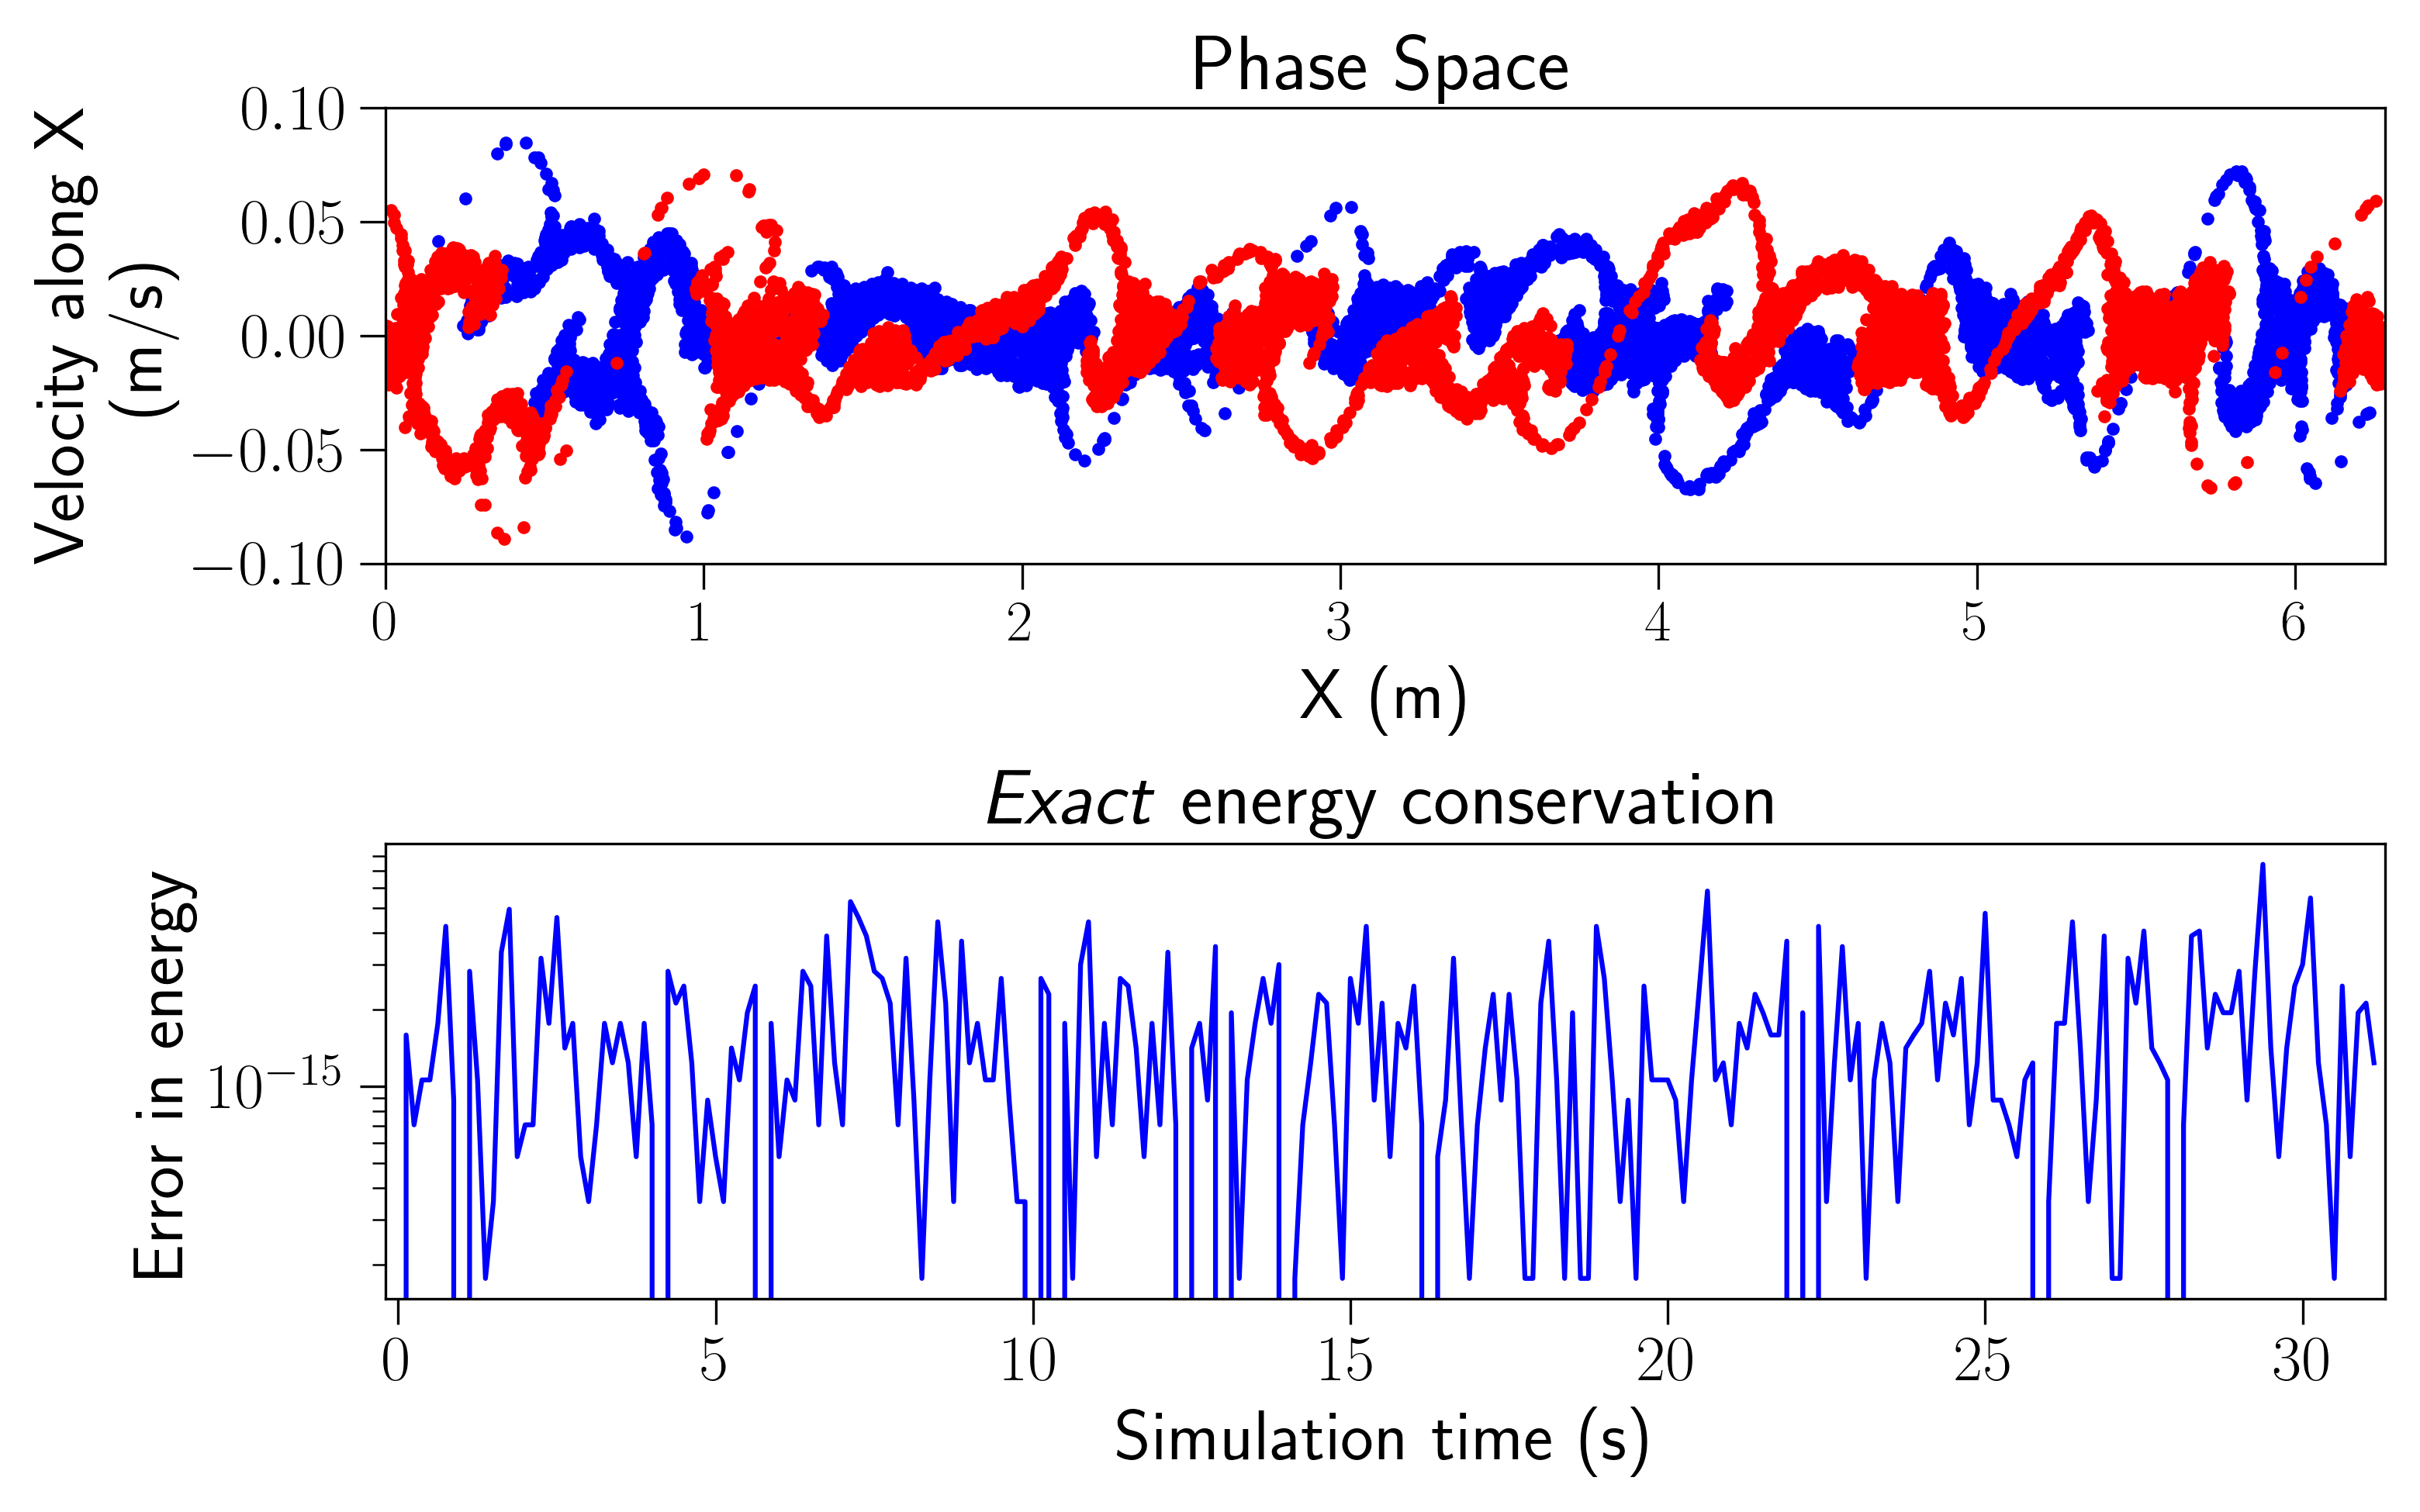 Phase Space
Velocity along X
(m/s)
0.10
0.05
0.00
−0.05
−0.10
0 1 2 3 4 5 6
X (m)
Exact energy conservation
Error in energy
10−15
0 5 10 15 20 25 30
Simulation time (s)